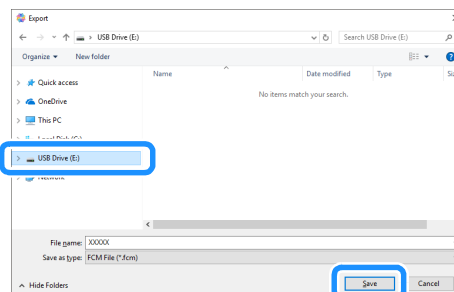 Export
USB Drive (E:)
Search USB Drive (E:)
Organize
New folder
Name
Date modified
Type
No items match your search.
Quick access
OneDrive
This PC
USB Drive (E:)
File name: XXXXX
Save as type: FCM File (*.fcm)
Hide Folders
Save
Cancel